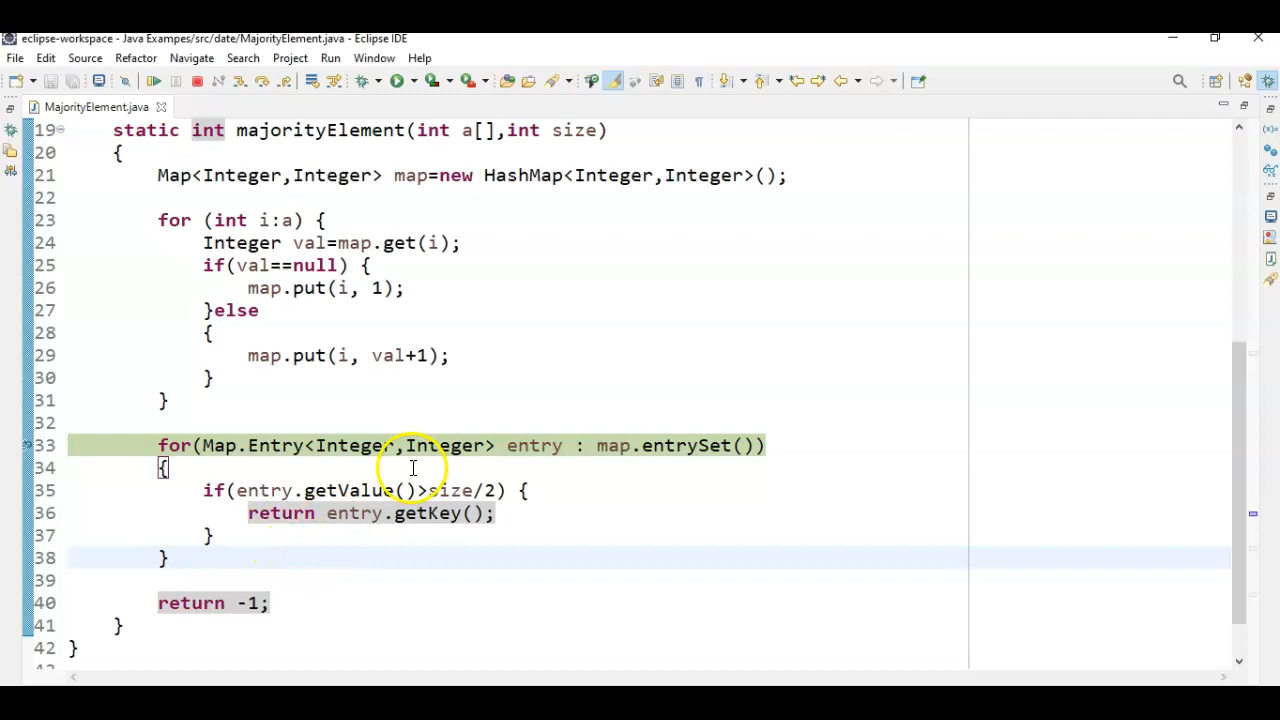 eclipse-workspace - Java Exampes/src/date/MajorityElement.java - Eclipse IDE
File Edit Source Refactor Navigate Search Project Run Window Help
MajorityElement.java
19 static int majorityElement(int a[],int size)
20 {
21 Map<Integer,Integer> map=new HashMap<Integer,Integer>();
22
23 for (int i:a) {
24 Integer val=map.get(i);
25 if(val==null) {
26 map.put(i, 1);
27 }else
28 {
29 map.put(i, val+1);
30 }
31 }
32
33 for(Map.Entry<Integer,Integer> entry : map.entrySet())
34 {
35 if(entry.getValue()>size/2) {
36 return entry.getKey();
37 }
38 }
39
40 return -1;
41 }
42 }